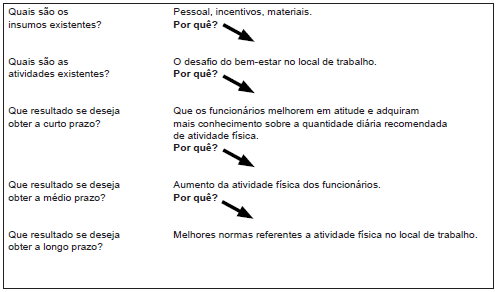 Quais são os
insumos existentes?
Pessoal, incentivos, materiais.
Por quê?
Quais são as
atividades existentes?
O desafio do bem-estar no local de trabalho.
Por quê?
Que resultado se deseja
obter a curto prazo?
Que os funcionários melhorem em atitude e adquiram
mais conhecimento sobre a quantidade diária recomendada
de atividade física.
Por quê?
Que resultado se deseja
obter a médio prazo?
Aumento da atividade física dos funcionários.
Por quê?
Que resultado se deseja
obter a longo prazo?
Melhores normas referentes a atividade física no local de trabalho.